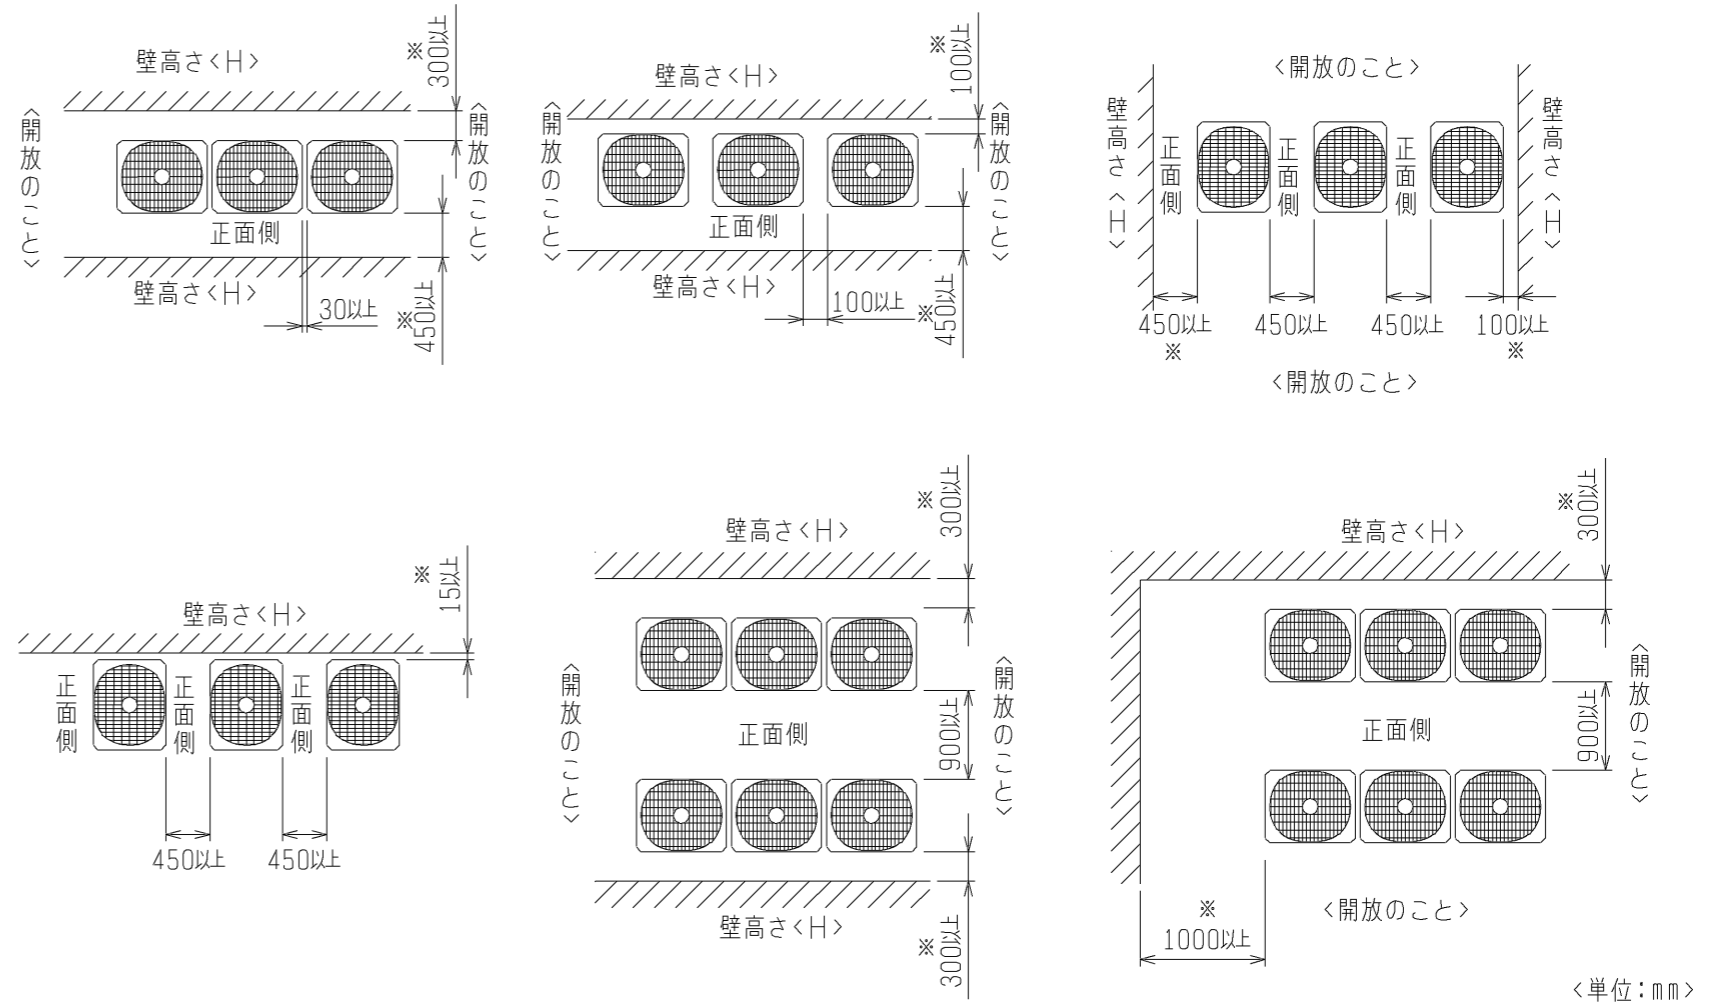 壁高さ<H>
※
300以上
<開放のこと>
<開放のこと>
正面側
壁高さ<H>
30以上
※
450以上
壁高さ<H>
※
100以上
<開放のこと>
<開放のこと>
正面側
壁高さ<H>
100以上
※
450以上
<開放のこと>
壁高さ<H>
正面側
正面側
正面側
壁高さ<H>
450以上
※
450以上
450以上
100以上
※
<開放のこと>
壁高さ<H>
※
15以上
正面側
正面側
正面側
450以上
450以上
壁高さ<H>
※
300以上
<開放のこと>
正面側
900以上
<開放のこと>
壁高さ<H>
※
300以上
壁高さ<H>
※
300以上
正面側
900以上
<開放のこと>
※
1000以上
<開放のこと>
<単位:mm>